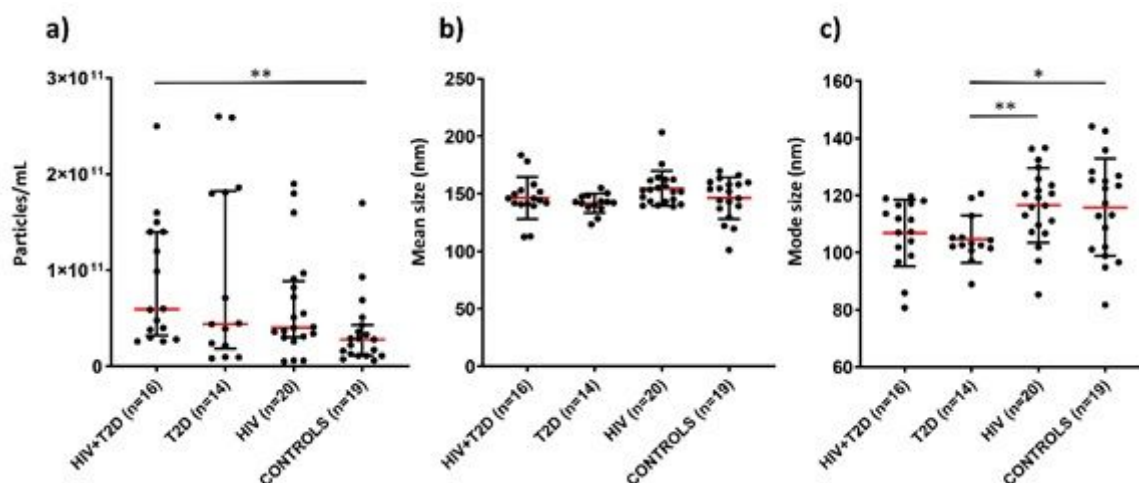 a)
**
3×10¹¹
2×10¹¹
1×10¹¹
0
Particles/mL
HIV+T2D (n=16)
T2D (n=14)
HIV (n=20)
CONTROLS (n=19)
b)
250
200
150
100
50
0
Mean size (nm)
HIV+T2D (n=16)
T2D (n=14)
HIV (n=20)
CONTROLS (n=19)
c)
*
**
160
140
120
100
80
60
Mode size (nm)
HIV+T2D (n=16)
T2D (n=14)
HIV (n=20)
CONTROLS (n=19)